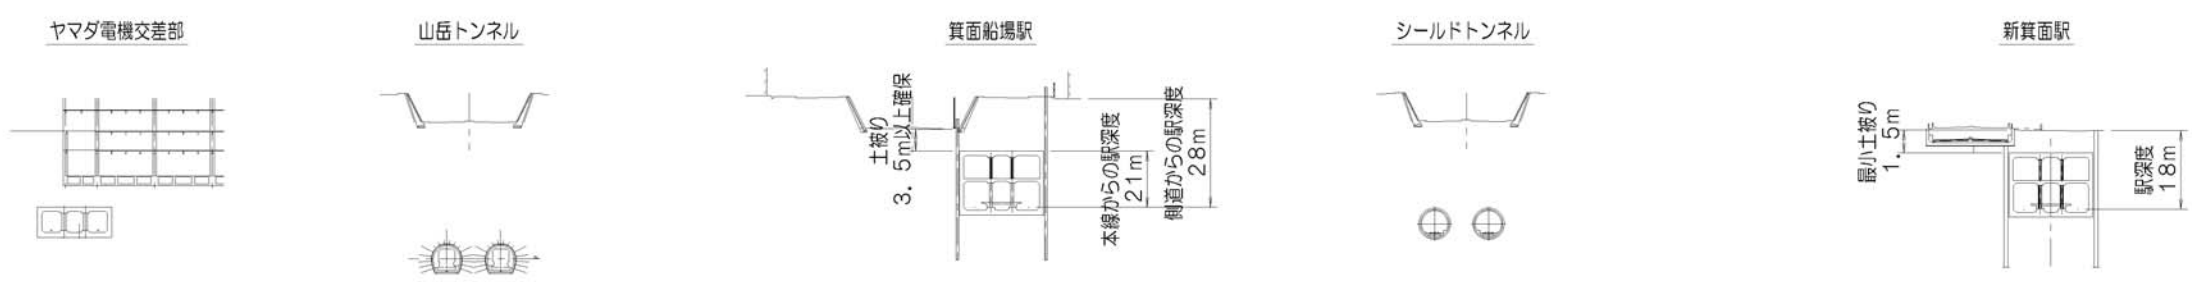 ヤマダ電機交差部
山岳トンネル
箕面船場駅
土被り
3.5m以上確保
本線からの駅深度
21m
側道からの駅深度
28m
シールドトンネル
新箕面駅
最小土被り
1.5m
駅深度
18m